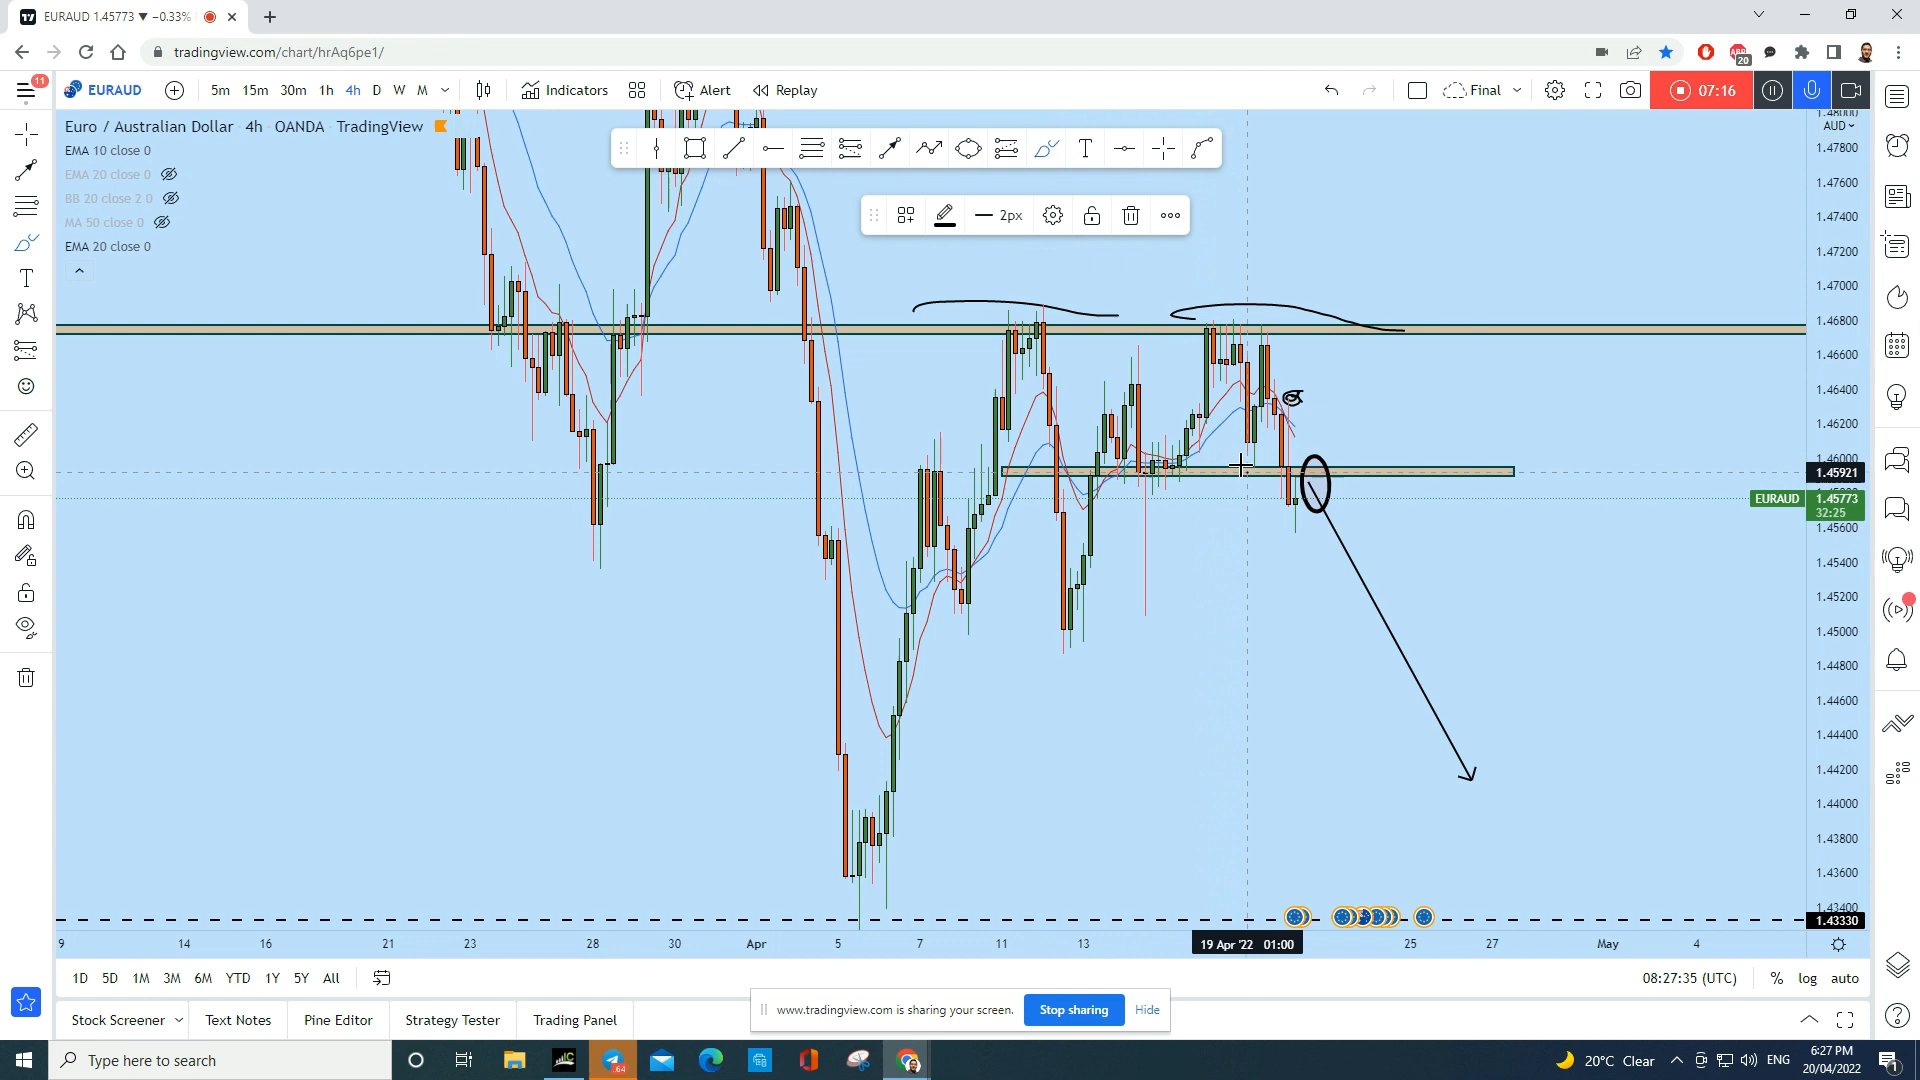 EURAUD 1.45773 ▼ −0.33%
tradingview.com/chart/hrAq6pe1/
20
11
EURAUD
5m 15m 30m 1h 4h D W M
Indicators
Alert
Replay
Final
07:16
Euro / Australian Dollar 4h OANDA TradingView
EMA 10 close 0
EMA 20 close 0
BB 20 close 2 0
MA 50 close 0
EMA 20 close 0
2px
AUD
1.47800
1.47600
1.47400
1.47200
1.47000
1.46800
1.46600
1.46400
1.46200
1.46000
1.45921
EURAUD 1.45773
32:25
1.45600
1.45400
1.45200
1.45000
1.44800
1.44600
1.44400
1.44200
1.44000
1.43800
1.43600
1.43400
1.43330
9 14 16 21 23 28 30 Apr 5 7 11 13 19 Apr '22 01:00 25 27 May 4
1D 5D 1M 3M 6M YTD 1Y 5Y All
08:27:35 (UTC) % log auto
www.tradingview.com is sharing your screen. Stop sharing Hide
Stock Screener Text Notes Pine Editor Strategy Tester Trading Panel
Type here to search
64
20°C Clear
ENG
6:27 PM
20/04/2022
1